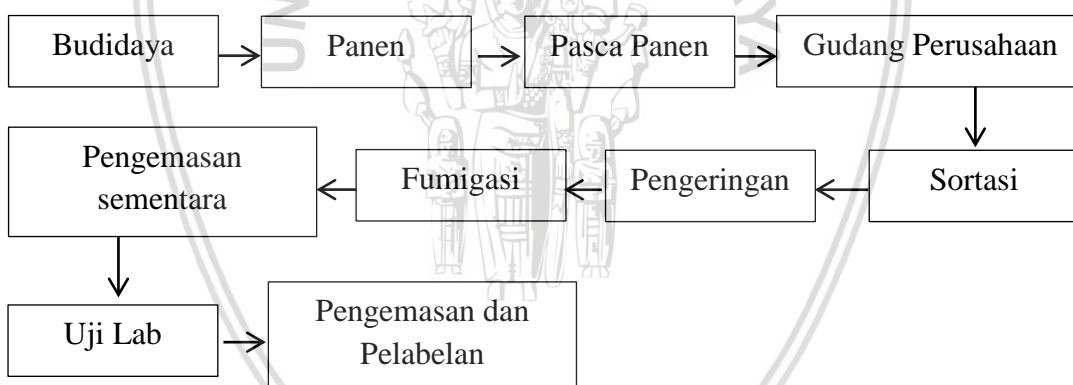 Budidaya
Panen
Pasca Panen
Gudang Perusahaan
Sortasi
Pengeringan
Fumigasi
Pengemasan
sementara
Uji Lab
Pengemasan dan
Pelabelan